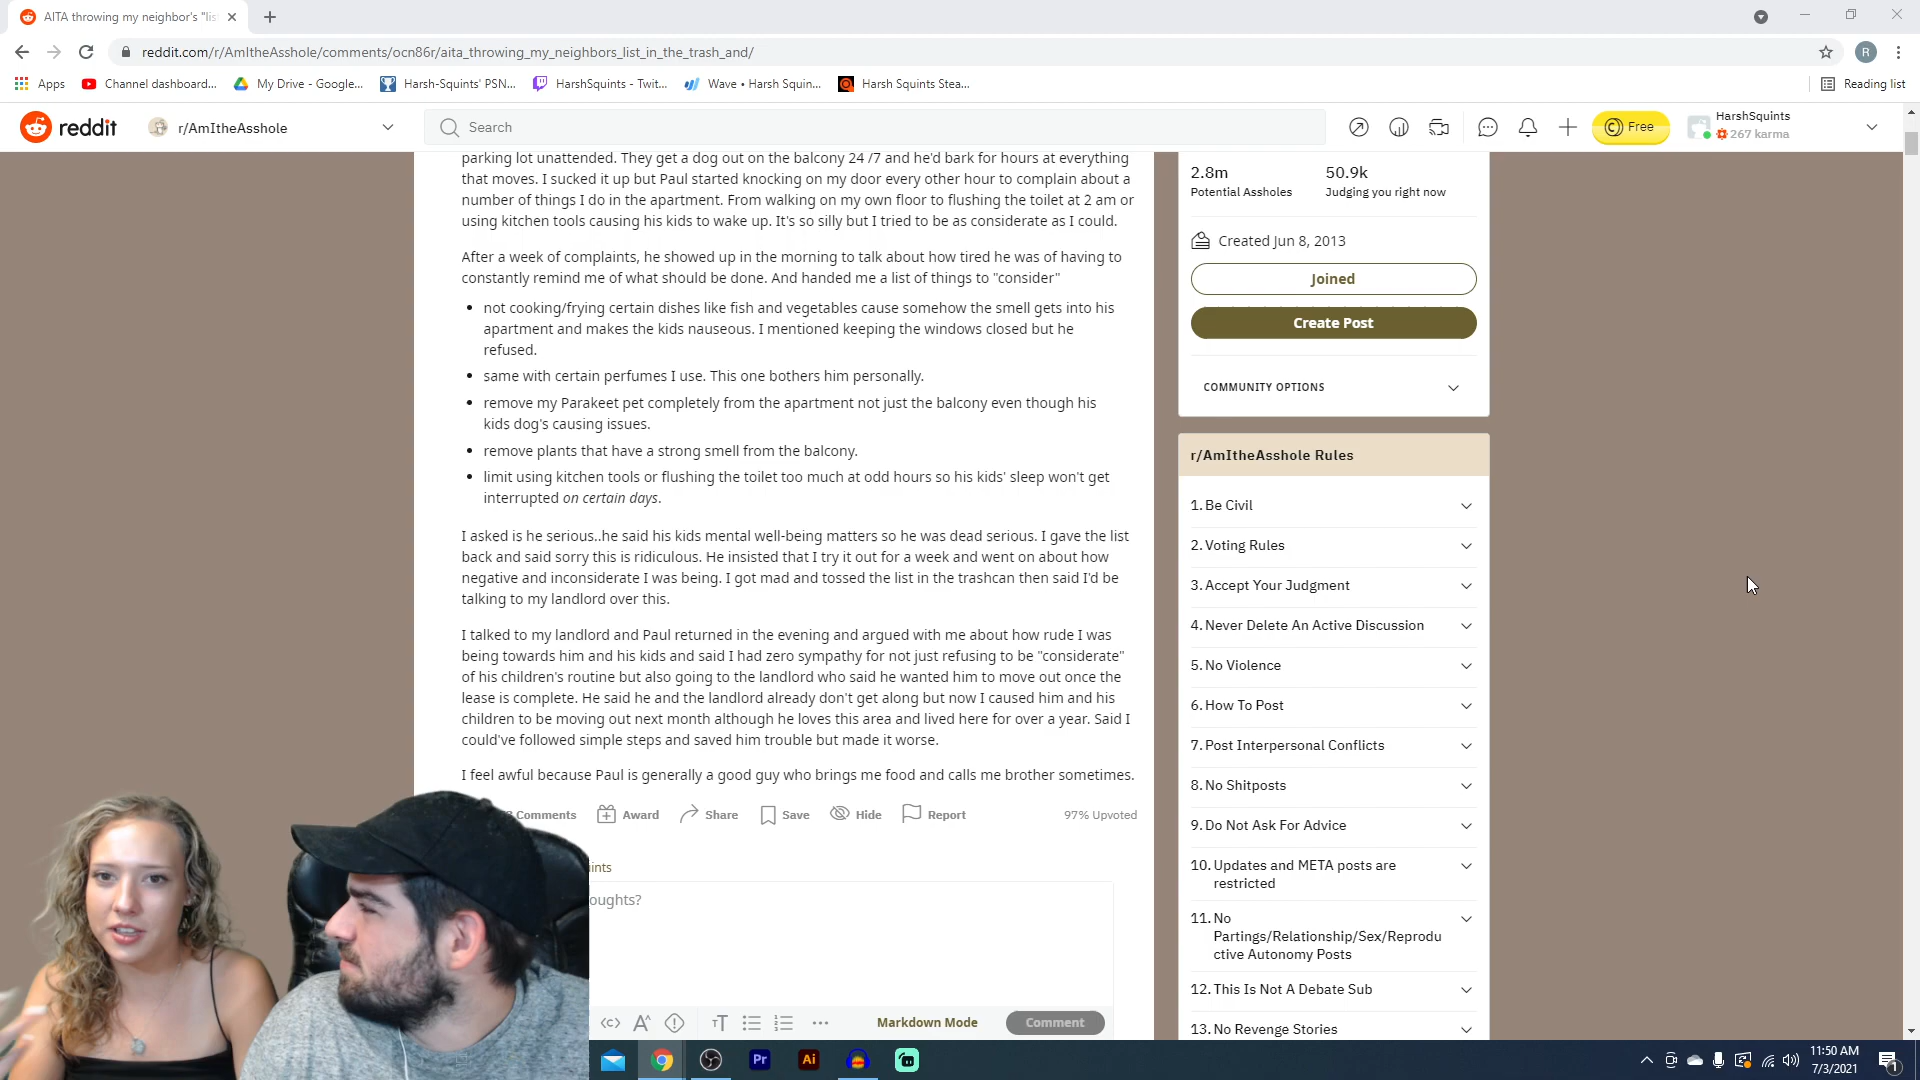 AITA throwing my neighbor's "lis
reddit.com/r/AmItheAsshole/comments/ocn86r/aita_throwing_my_neighbors_list_in_the_trash_and/
R
Apps
Channel dashboard...
My Drive - Google...
Harsh-Squints' PSN...
HarshSquints - Twit...
Wave • Harsh Squin...
Harsh Squints Stea...
Reading list
reddit
r/AmItheAsshole
Search
Free
HarshSquints
267 karma
parking lot unattended. They get a dog out on the balcony 24 /7 and he'd bark for hours at everything
that moves. I sucked it up but Paul started knocking on my door every other hour to complain about a
number of things I do in the apartment. From walking on my own floor to flushing the toilet at 2 am or
using kitchen tools causing his kids to wake up. It's so silly but I tried to be as considerate as I could.
After a week of complaints, he showed up in the morning to talk about how tired he was of having to
constantly remind me of what should be done. And handed me a list of things to "consider"
• not cooking/frying certain dishes like fish and vegetables cause somehow the smell gets into his
apartment and makes the kids nauseous. I mentioned keeping the windows closed but he
refused.
• same with certain perfumes I use. This one bothers him personally.
• remove my Parakeet pet completely from the apartment not just the balcony even though his
kids dog's causing issues.
• remove plants that have a strong smell from the balcony.
• limit using kitchen tools or flushing the toilet too much at odd hours so his kids' sleep won't get
interrupted on certain days.
I asked is he serious..he said his kids mental well-being matters so he was dead serious. I gave the list
back and said sorry this is ridiculous. He insisted that I try it out for a week and went on about how
negative and inconsiderate I was being. I got mad and tossed the list in the trashcan then said I'd be
talking to my landlord over this.
I talked to my landlord and Paul returned in the evening and argued with me about how rude I was
being towards him and his kids and said I had zero sympathy for not just refusing to be "considerate"
of his children's routine but also going to the landlord who said he wanted him to move out once the
lease is complete. He said he and the landlord already don't get along but now I caused him and his
children to be moving out next month although he loves this area and lived here for over a year. Said I
could've followed simple steps and saved him trouble but made it worse.
I feel awful because Paul is generally a good guy who brings me food and calls me brother sometimes.
Comments
Award
Share
Save
Hide
Report
97% Upvoted
ints
oughts?
Markdown Mode
Comment
2.8m
50.9k
Potential Assholes
Judging you right now
Created Jun 8, 2013
Joined
Create Post
COMMUNITY OPTIONS
r/AmItheAsshole Rules
1. Be Civil
2. Voting Rules
3. Accept Your Judgment
4. Never Delete An Active Discussion
5. No Violence
6. How To Post
7. Post Interpersonal Conflicts
8. No Shitposts
9. Do Not Ask For Advice
10. Updates and META posts are
restricted
11. No
Partings/Relationship/Sex/Reprodu
ctive Autonomy Posts
12. This Is Not A Debate Sub
13. No Revenge Stories
Pr
Ai
11:50 AM
7/3/2021
1